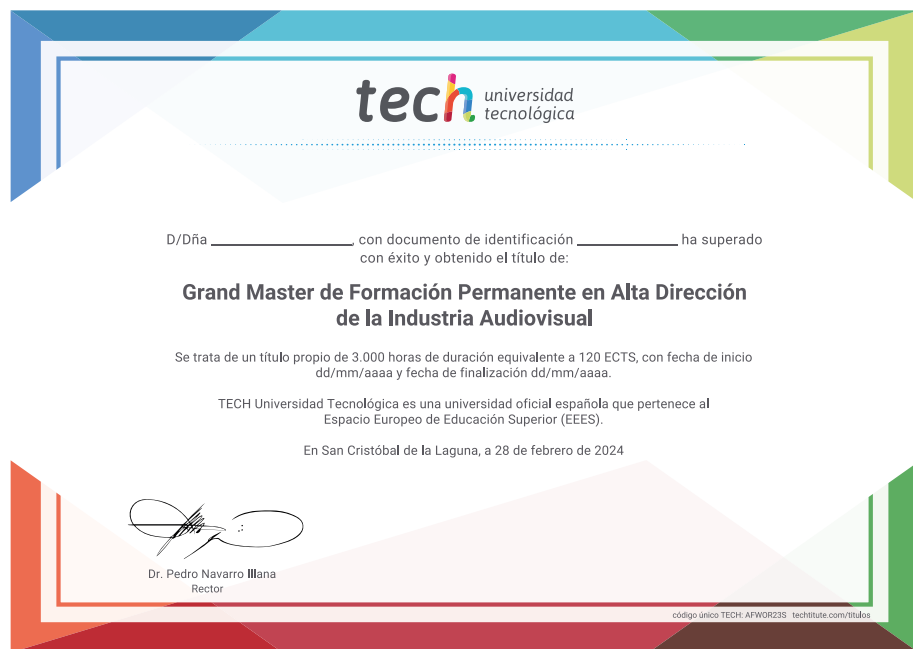 tech universidad
tecnológica
D/Dña ____________________, con documento de identificación __________ ha superado
con éxito y obtenido el título de:
Grand Master de Formación Permanente en Alta Dirección
de la Industria Audiovisual
Se trata de un título propio de 3.000 horas de duración equivalente a 120 ECTS, con fecha de inicio
dd/mm/aaaa y fecha de finalización dd/mm/aaaa.
TECH Universidad Tecnológica es una universidad oficial española que pertenece al
Espacio Europeo de Educación Superior (EEES).
En San Cristóbal de la Laguna, a 28 de febrero de 2024
Dr. Pedro Navarro Illana
Rector
código único TECH: AFWOR23S techtitute.com/titulos